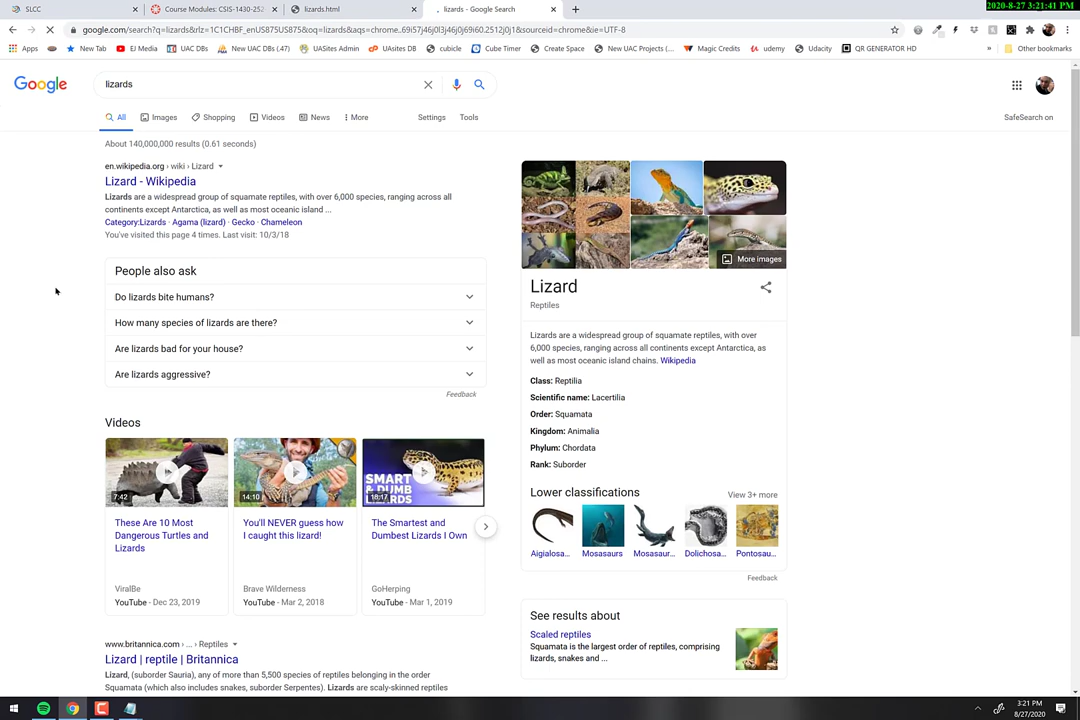 2020-8-27 3:21:41 PM
SLCC
Course Modules: CSIS-1430-252
lizards.html
lizards - Google Search
google.com/search?q=lizards&rlz=1C1CHBF_enUS875US875&oq=lizards&aqs=chrome..69i57j46j0l3j46j0j69i60.2512j0j1&sourceid=chrome&ie=UTF-8
Apps New Tab EJ Media UAC DBs New UAC DBs (.47) UASites Admin UAsites DB cubicle Cube Timer Create Space New UAC Projects (... Magic Credits udemy Udacity QR GENERATOR HD » Other bookmarks
Google
lizards
All Images Shopping Videos News More Settings Tools SafeSearch on
About 140,000,000 results (0.61 seconds)
en.wikipedia.org › wiki › Lizard
Lizard - Wikipedia
Lizards are a widespread group of squamate reptiles, with over 6,000 species, ranging across all
continents except Antarctica, as well as most oceanic island ...
Category:Lizards · Agama (lizard) · Gecko · Chameleon
You've visited this page 4 times. Last visit: 10/3/18
People also ask
Do lizards bite humans?
How many species of lizards are there?
Are lizards bad for your house?
Are lizards aggressive?
Feedback
Videos
7:42
14:10
SMART
& DUMB
LIZARDS
18:17
These Are 10 Most
Dangerous Turtles and
Lizards
ViralBe
YouTube - Dec 23, 2019
You'll NEVER guess how
I caught this lizard!
Brave Wilderness
YouTube - Mar 2, 2018
The Smartest and
Dumbest Lizards I Own
GoHerping
YouTube - Mar 1, 2019
www.britannica.com › ... › Reptiles
Lizard | reptile | Britannica
Lizard, (suborder Sauria), any of more than 5,500 species of reptiles belonging in the order
Squamata (which also includes snakes, suborder Serpentes). Lizards are scaly-skinned reptiles
More images
Lizard
Reptiles
Lizards are a widespread group of squamate reptiles, with over
6,000 species, ranging across all continents except Antarctica, as
well as most oceanic island chains. Wikipedia
Class: Reptilia
Scientific name: Lacertilia
Order: Squamata
Kingdom: Animalia
Phylum: Chordata
Rank: Suborder
Lower classifications
View 3+ more
Aigialosa... Mosasaurs Mosasaur... Dolichosa... Pontosau...
Feedback
See results about
Scaled reptiles
Squamata is the largest order of reptiles, comprising
lizards, snakes and ...
3:21 PM
8/27/2020